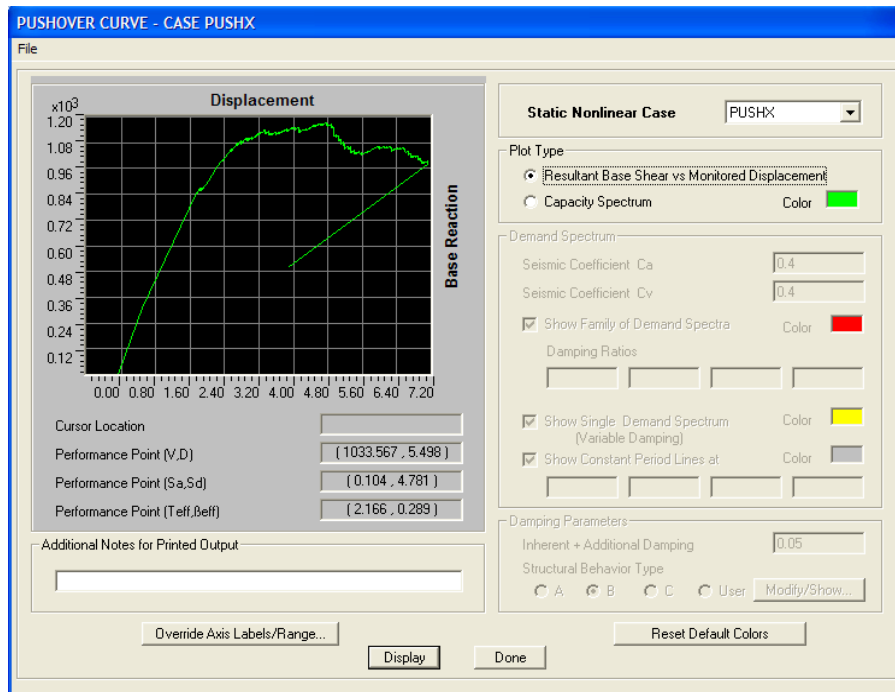 PUSHOVER CURVE - CASE PUSHX
File
Displacement
x10³
1.20
1.08
0.96
0.84
0.72
0.60
0.48
0.36
0.24
0.12
0.00 0.80 1.60 2.40 3.20 4.00 4.80 5.60 6.40 7.20
Base Reaction
Cursor Location
Performance Point (V,D) ( 1033.567 , 5.498 )
Performance Point (Sa,Sd) ( 0.104 , 4.781 )
Performance Point (Teff,ßeff) ( 2.166 , 0.289 )
Additional Notes for Printed Output
Override Axis Labels/Range...
Static Nonlinear Case PUSHX
Plot Type
Resultant Base Shear vs Monitored Displacement
Capacity Spectrum Color
Demand Spectrum
Seismic Coefficient Ca 0.4
Seismic Coefficient Cv 0.4
Show Family of Demand Spectra Color
Damping Ratios
Show Single Demand Spectrum Color
(Variable Damping)
Show Constant Period Lines at Color
Damping Parameters
Inherent + Additional Damping 0.05
Structural Behavior Type
A B C User Modify/Show...
Reset Default Colors
Display Done